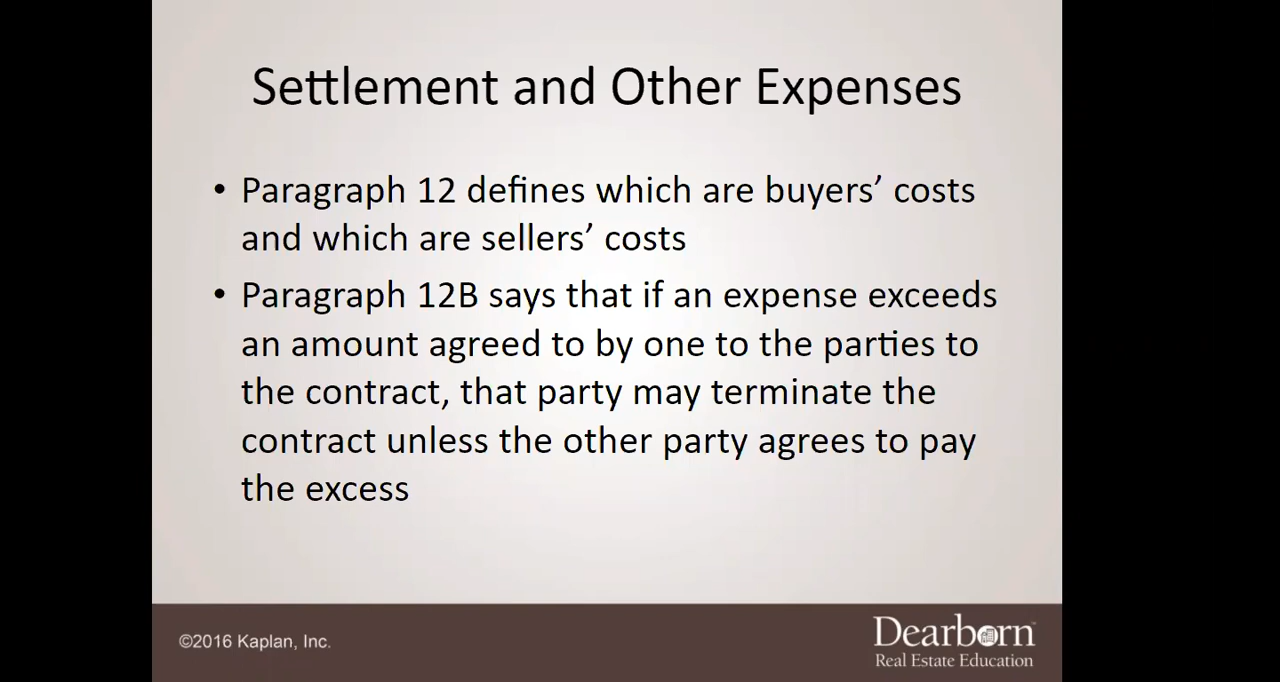 Settlement and Other Expenses
• Paragraph 12 defines which are buyers’ costs
and which are sellers’ costs
• Paragraph 12B says that if an expense exceeds
an amount agreed to by one to the parties to
the contract, that party may terminate the
contract unless the other party agrees to pay
the excess
©2016 Kaplan, Inc.
Dearborn™
Real Estate Education